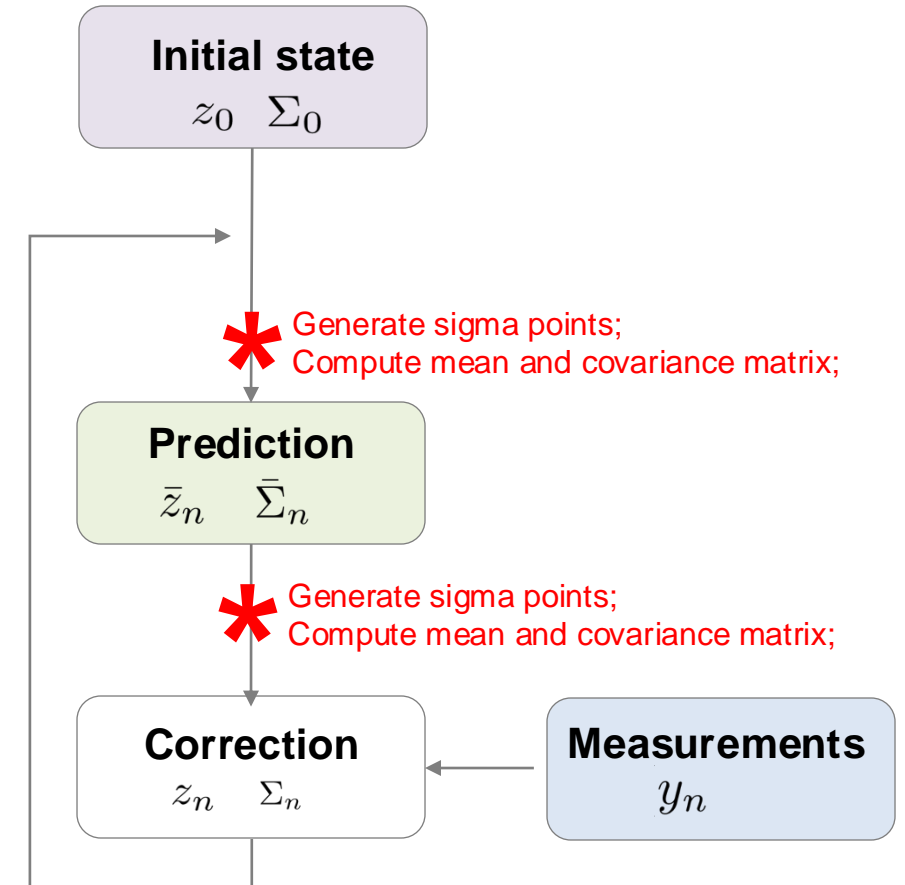 Initial state
z₀ Σ₀
*
Generate sigma points;
Compute mean and covariance matrix;
Prediction
z̄ₙ Σ̄ₙ
*
Generate sigma points;
Compute mean and covariance matrix;
Correction
zₙ Σₙ
Measurements
yₙ